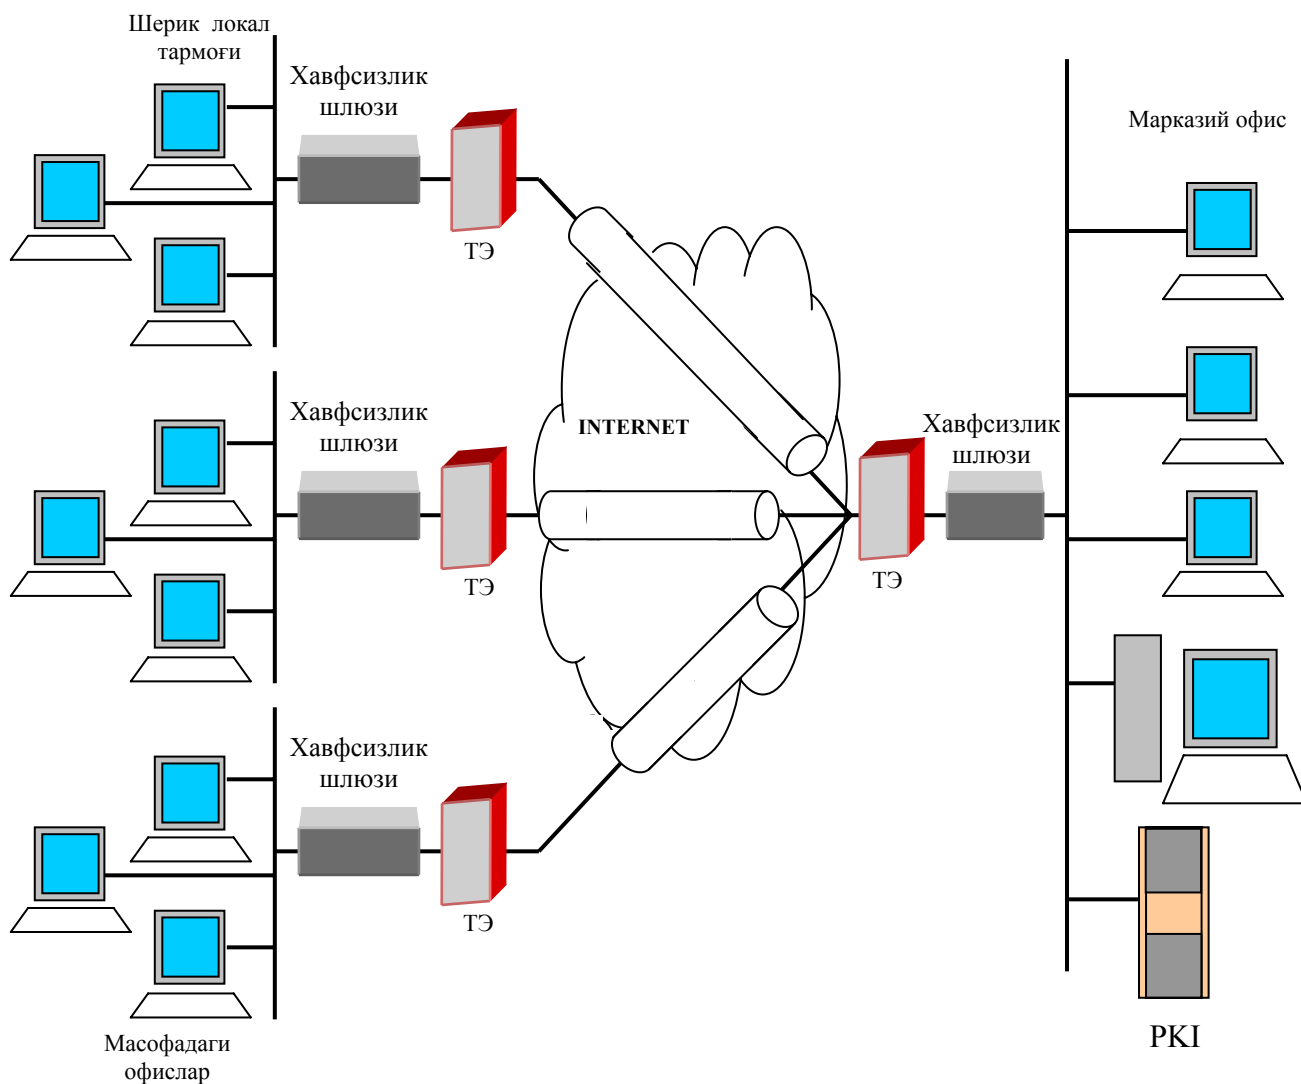 Шерик локал
тармоғи
Хавфсизлик
шлюзи
ТЭ
Марказий офис
Хавфсизлик
шлюзи
ТЭ
INTERNET
Хавфсизлик
шлюзи
ТЭ
Хавфсизлик
шлюзи
ТЭ
Масофадаги
офислар
PKI